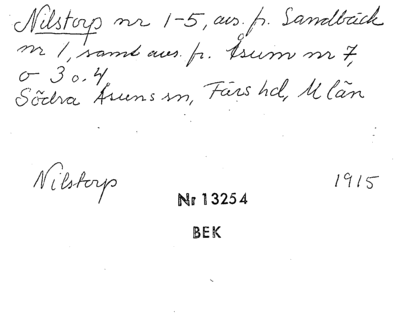 Nilstorp nr 1-5, avs. fr. Sandbäck
nr 1, samt avs. fr. Åsum nr 7,
o 3 o. 4,
Södra Åsums sn, Färs hd, M län
Nilstorp 1915
Nr 13254
BEK